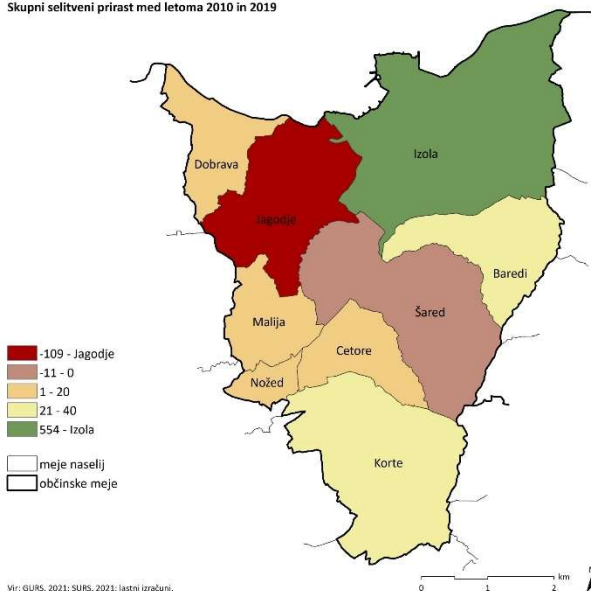 Skupni selitveni prirast med letoma 2010 in 2019
Izola
Dobrava
Jagodje
Baredi
Šared
Malija
Cetore
Nožed
Korte
-109 - Jagodje
-11 - 0
1 - 20
21 - 40
554 - Izola
meje naselij
občinske meje
Vir: GURS, 2021; SURS, 2021; lastni izračuni.
0 1 2 km